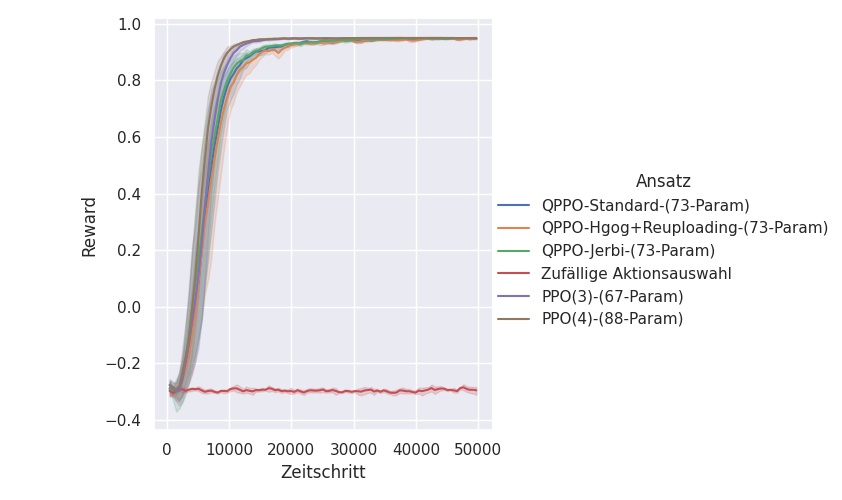 1.0
0.8
0.6
0.4
0.2
0.0
−0.2
−0.4
Reward
0
10000
20000
30000
40000
50000
Zeitschritt
Ansatz
QPPO-Standard-(73-Param)
QPPO-Hgog+Reuploading-(73-Param)
QPPO-Jerbi-(73-Param)
Zufällige Aktionsauswahl
PPO(3)-(67-Param)
PPO(4)-(88-Param)